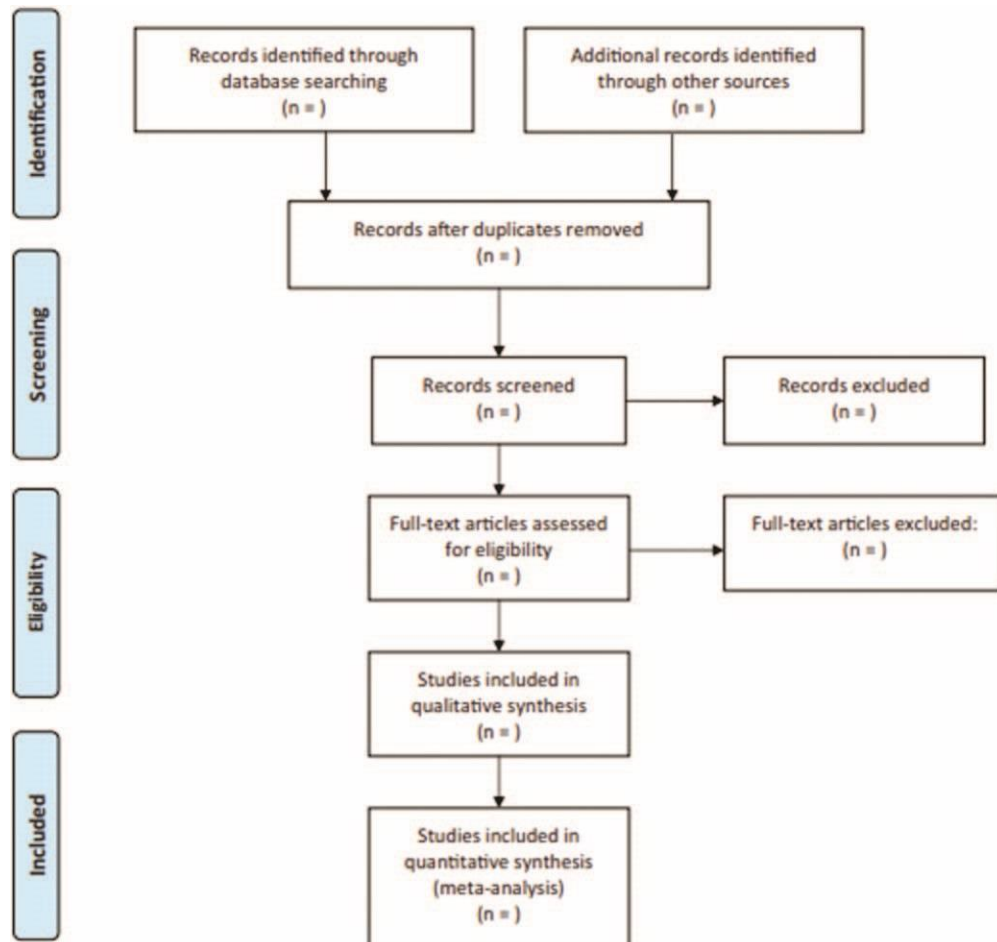 Identification
Records identified through
database searching
(n = )
Additional records identified
through other sources
(n = )
Records after duplicates removed
(n = )
Screening
Records screened
(n = )
Records excluded
(n = )
Eligibility
Full-text articles assessed
for eligibility
(n = )
Full-text articles excluded:
(n = )
Studies included in
qualitative synthesis
(n = )
Included
Studies included in
quantitative synthesis
(meta-analysis)
(n = )